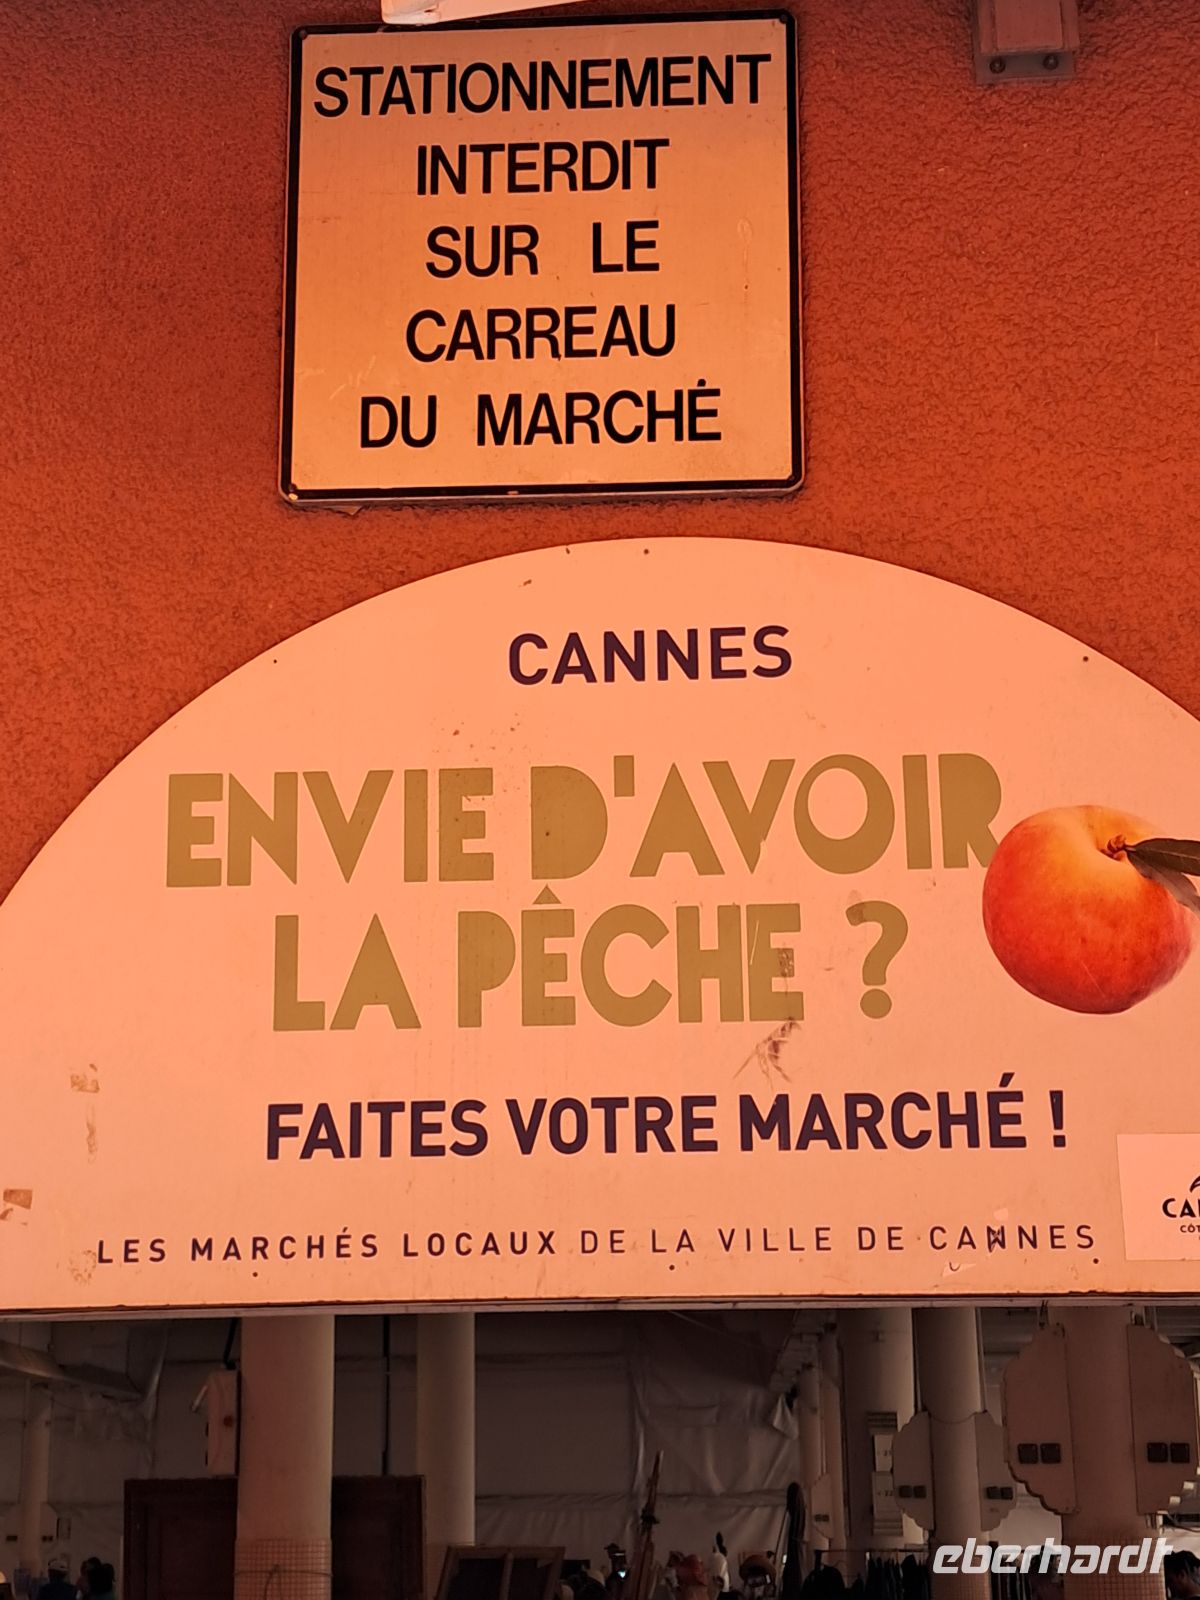 STATIONNEMENT
INTERDIT
SUR LE
CARREAU
DU MARCHÉ
CANNES
ENVIE D'AVOIR
LA PÊCHE ?
FAITES VOTRE MARCHÉ !
LES MARCHÉS LOCAUX DE LA VILLE DE CANNES
eberhardt